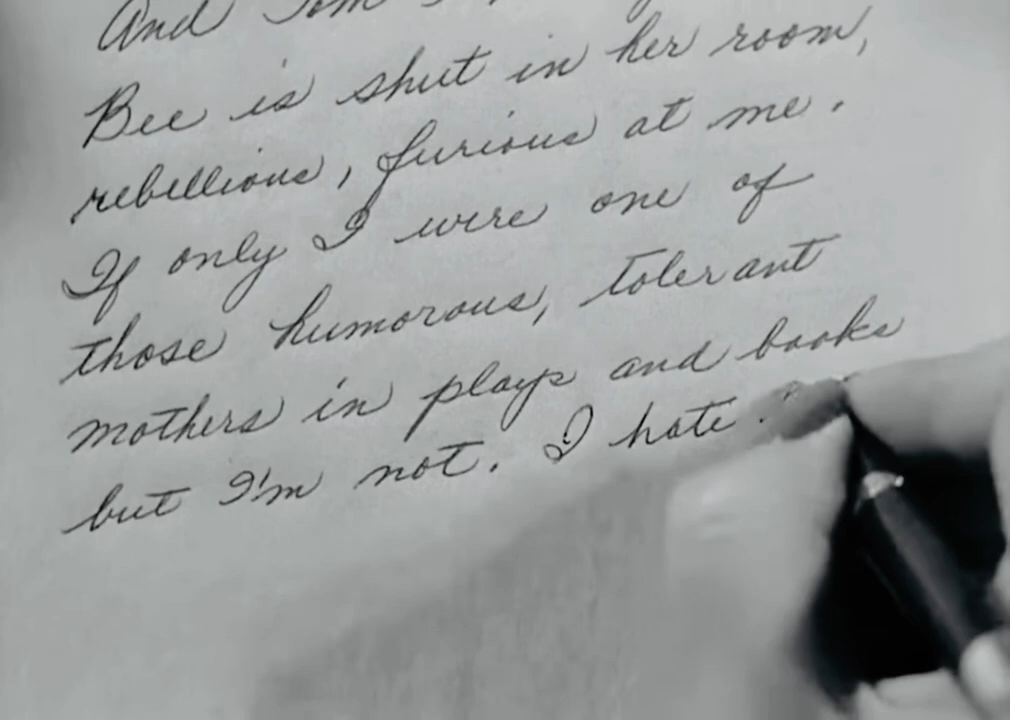 And Tom
Bee is shut in her room,
rebellious, furious at me.
If only I were one of
those humorous, tolerant
mothers in plays and books
but I'm not. I hate